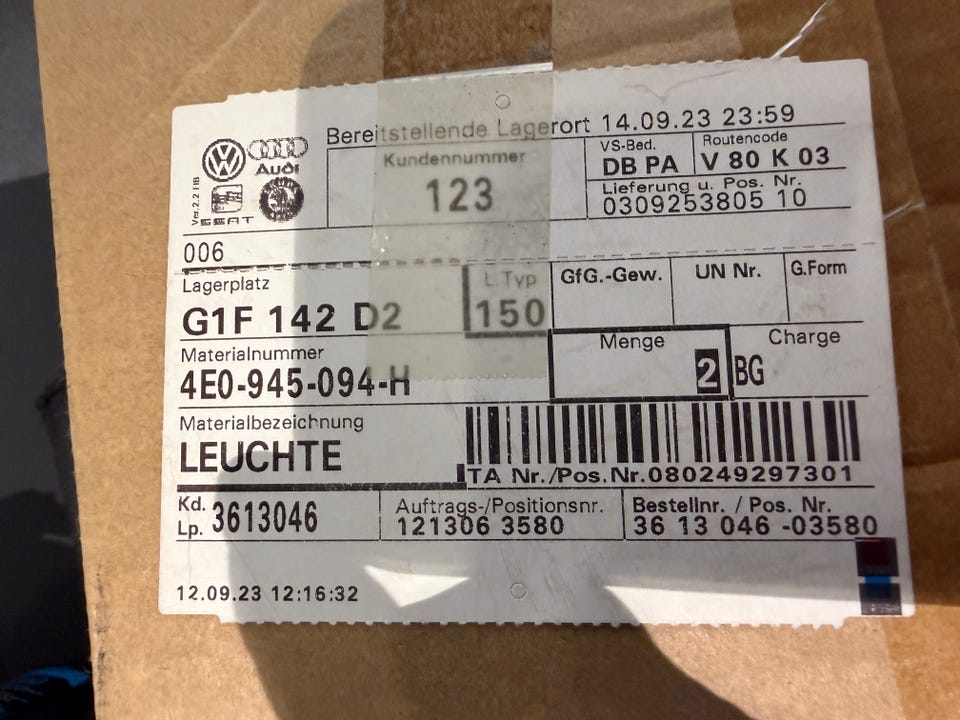 Bereitstellende Lagerort 14.09.23 23:59
Audi
SEAT
Ver.2.2 HB
Kundennummer
123
VS-Bed.
DB PA
Routencode
V 80 K 03
Lieferung u. Pos. Nr.
0309253805 10
006
Lagerplatz
G1F 142 D2
L.Typ
150
GfG.-Gew.
UN Nr.
G.Form
Materialnummer
4E0-945-094-H
Menge
2
BG
Charge
Materialbezeichnung
LEUCHTE
TA Nr./Pos.Nr.080249297301
Kd.
Lp. 3613046
Auftrags-/Positionsnr.
121306 3580
Bestellnr. / Pos. Nr.
36 13 046 -03580
12.09.23 12:16:32